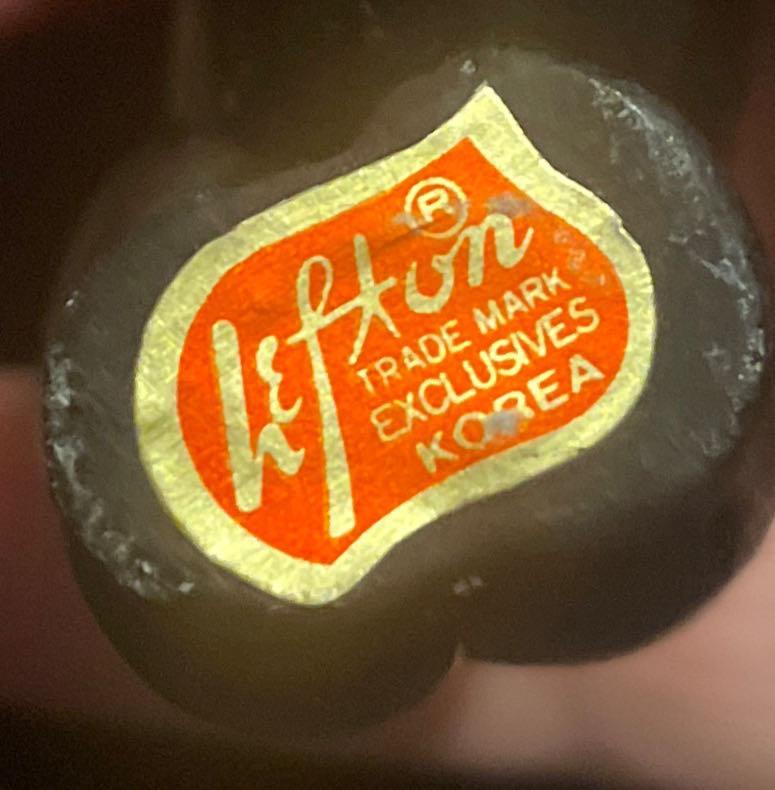 ®
Lefton
TRADE MARK
EXCLUSIVES
KOREA